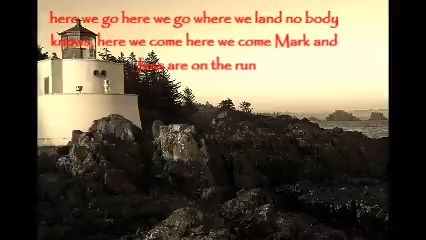 here we go here we go where we land no body
knows, here we come here we come Mark and
are on the run